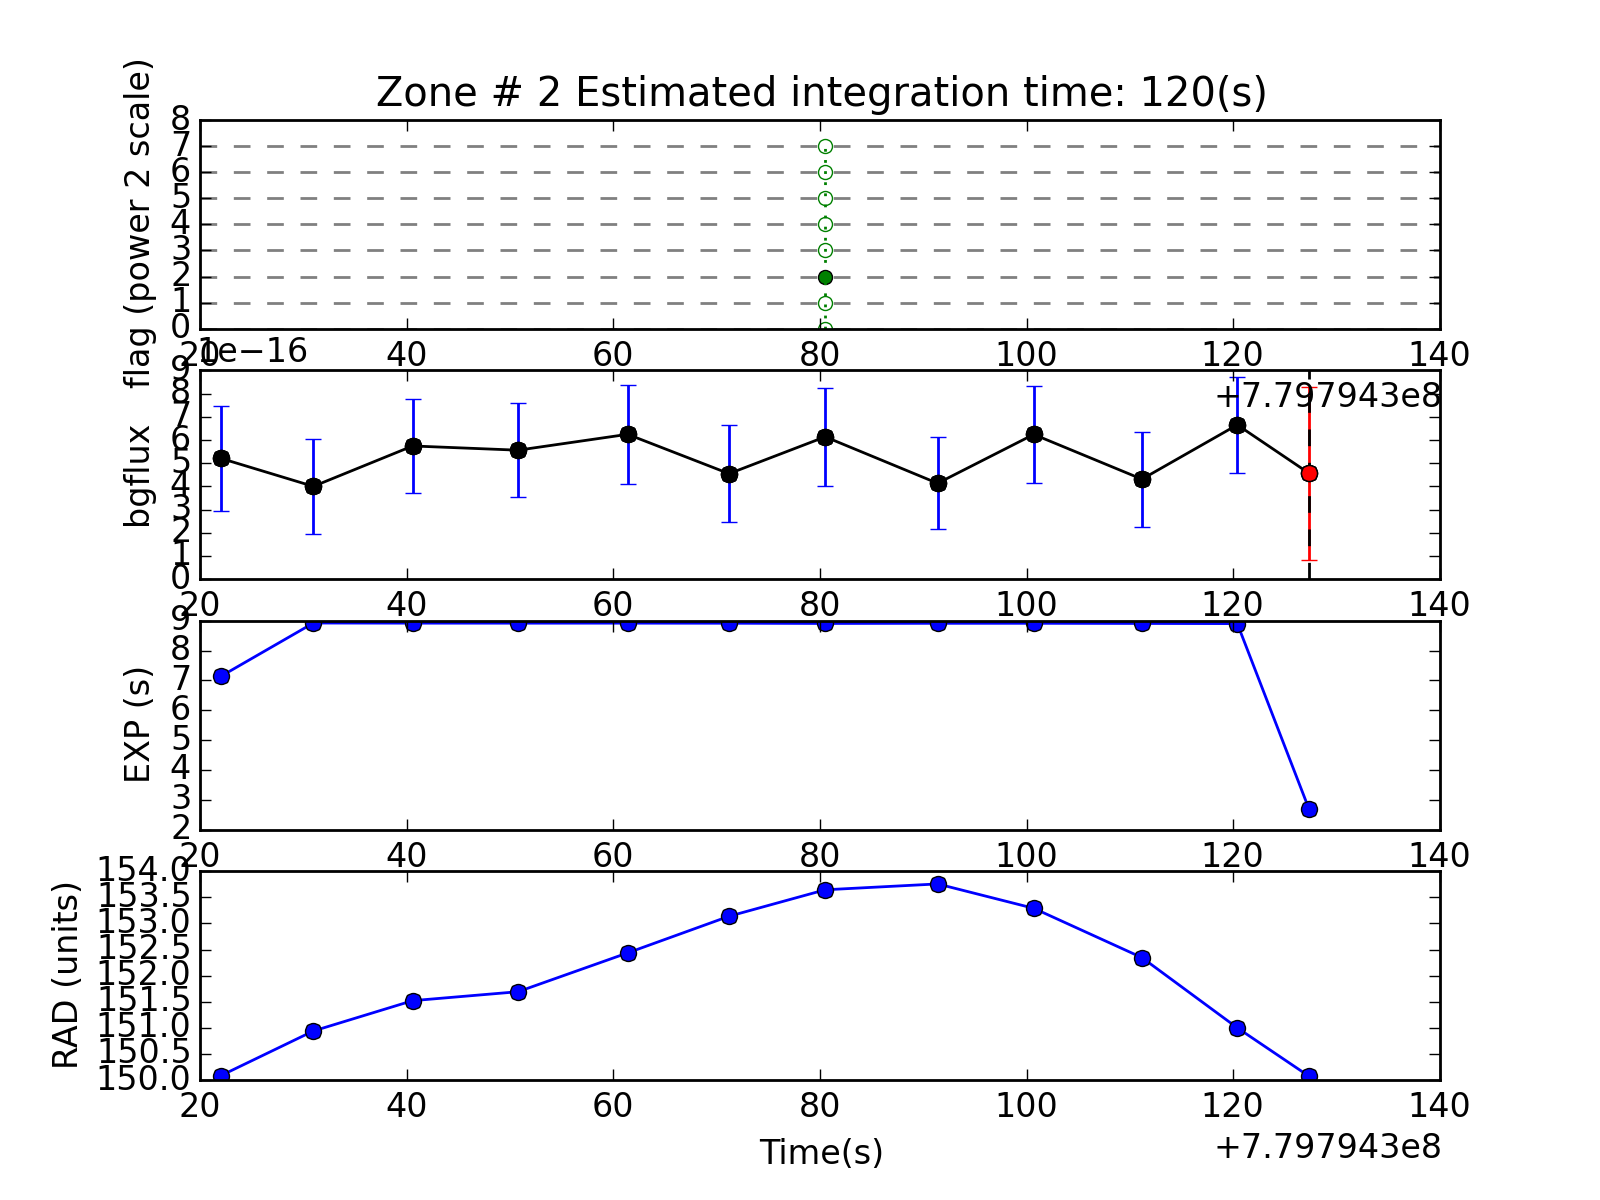 Zone # 2 Estimated integration time: 120(s)
flag (power 2 scale)
8
7
6
5
4
3
2
1
0
20 40 60 80 100 120 140
1e−16
+7.797943e8
bgflux
9
8
7
6
5
4
3
2
1
0
20 40 60 80 100 120 140
EXP (s)
9
8
7
6
5
4
3
2
20 40 60 80 100 120 140
RAD (units)
154.0
153.5
153.0
152.5
152.0
151.5
151.0
150.5
150.0
20 40 60 80 100 120 140
Time(s)
+7.797943e8